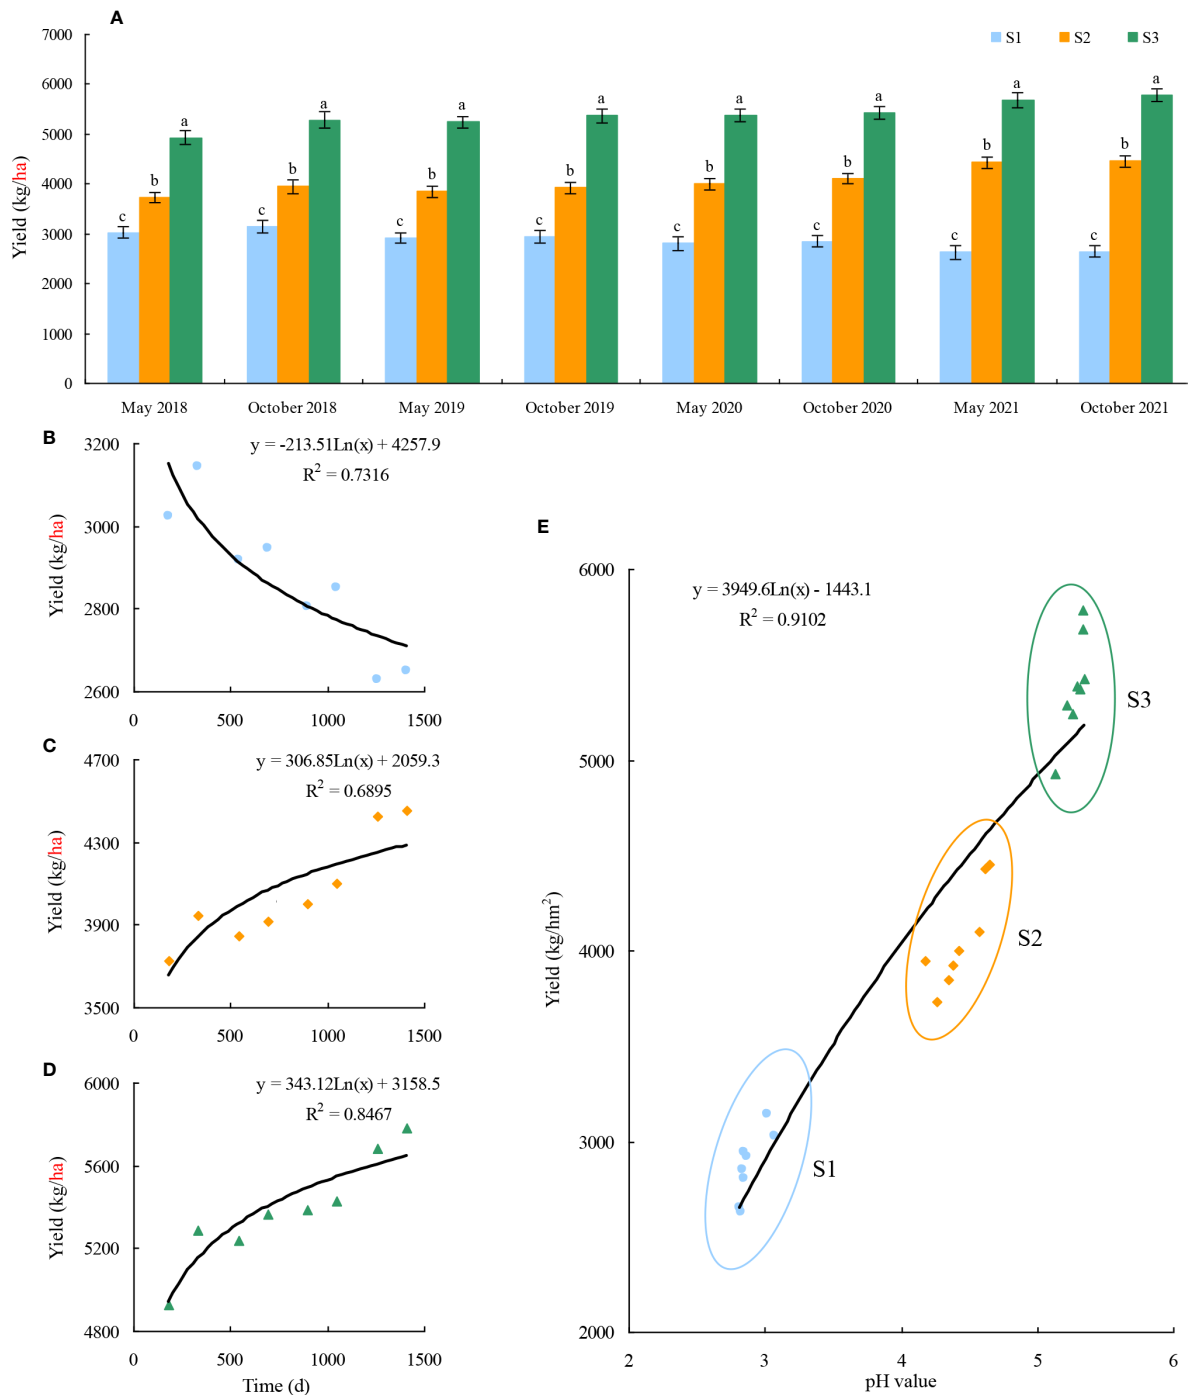 A
7000
6000
5000
4000
3000
2000
1000
0
Yield (kg/ha)
S1 S2 S3
c b a c b a c b a c b a c b a c b a c b a c b a
May 2018 October 2018 May 2019 October 2019 May 2020 October 2020 May 2021 October 2021
B
y = -213.51Ln(x) + 4257.9
R² = 0.7316
3200
3000
2800
2600
Yield (kg/ha)
0 500 1000 1500
C
y = 306.85Ln(x) + 2059.3
R² = 0.6895
4700
4300
3900
3500
Yield (kg/ha)
0 500 1000 1500
D
y = 343.12Ln(x) + 3158.5
R² = 0.8467
6000
5600
5200
4800
Yield (kg/ha)
0 500 1000 1500
Time (d)
E
y = 3949.6Ln(x) - 1443.1
R² = 0.9102
6000
5000
4000
3000
2000
Yield (kg/hm²)
S3
S2
S1
2 3 4 5 6
pH value